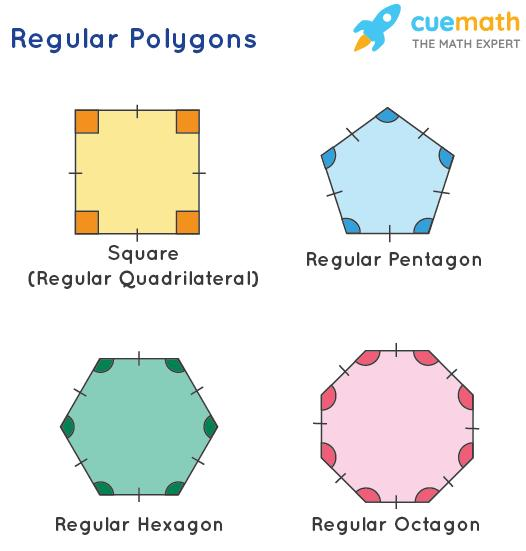 Regular Polygons
cuemath
THE MATH EXPERT
Square
(Regular Quadrilateral)
Regular Pentagon
Regular Hexagon
Regular Octagon